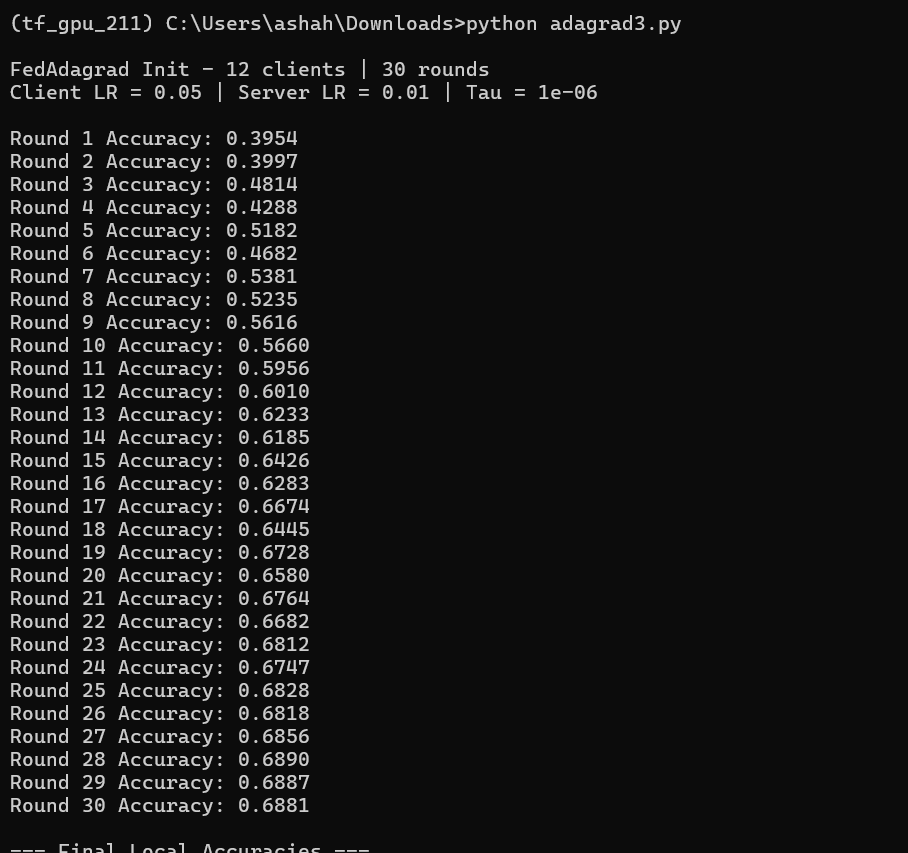 (tf_gpu_211) C:\Users\ashah\Downloads>python adagrad3.py
FedAdagrad Init - 12 clients | 30 rounds
Client LR = 0.05 | Server LR = 0.01 | Tau = 1e-06
Round 1 Accuracy: 0.3954
Round 2 Accuracy: 0.3997
Round 3 Accuracy: 0.4814
Round 4 Accuracy: 0.4288
Round 5 Accuracy: 0.5182
Round 6 Accuracy: 0.4682
Round 7 Accuracy: 0.5381
Round 8 Accuracy: 0.5235
Round 9 Accuracy: 0.5616
Round 10 Accuracy: 0.5660
Round 11 Accuracy: 0.5956
Round 12 Accuracy: 0.6010
Round 13 Accuracy: 0.6233
Round 14 Accuracy: 0.6185
Round 15 Accuracy: 0.6426
Round 16 Accuracy: 0.6283
Round 17 Accuracy: 0.6674
Round 18 Accuracy: 0.6445
Round 19 Accuracy: 0.6728
Round 20 Accuracy: 0.6580
Round 21 Accuracy: 0.6764
Round 22 Accuracy: 0.6682
Round 23 Accuracy: 0.6812
Round 24 Accuracy: 0.6747
Round 25 Accuracy: 0.6828
Round 26 Accuracy: 0.6818
Round 27 Accuracy: 0.6856
Round 28 Accuracy: 0.6890
Round 29 Accuracy: 0.6887
Round 30 Accuracy: 0.6881
=== Final Local Accuracies ===